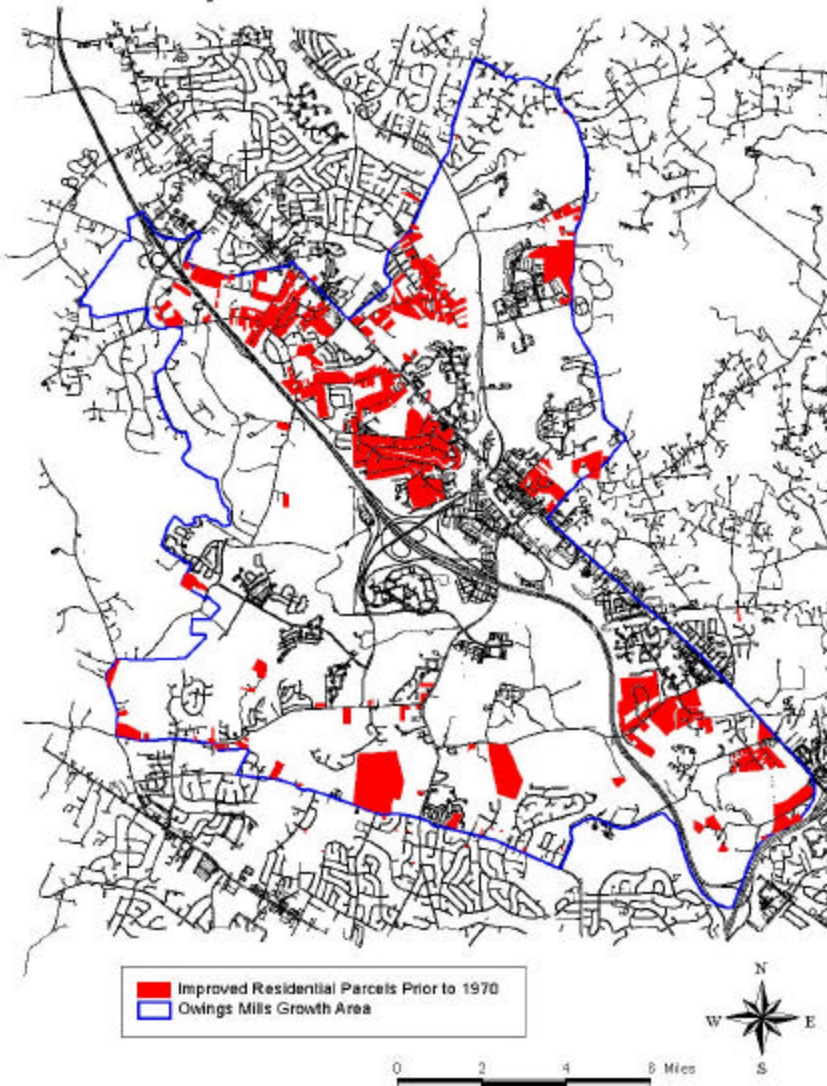 Improved Residential Parcels Prior to 1970
Owings Mills Growth Area
N
W E
S
0 2 4 6 Miles